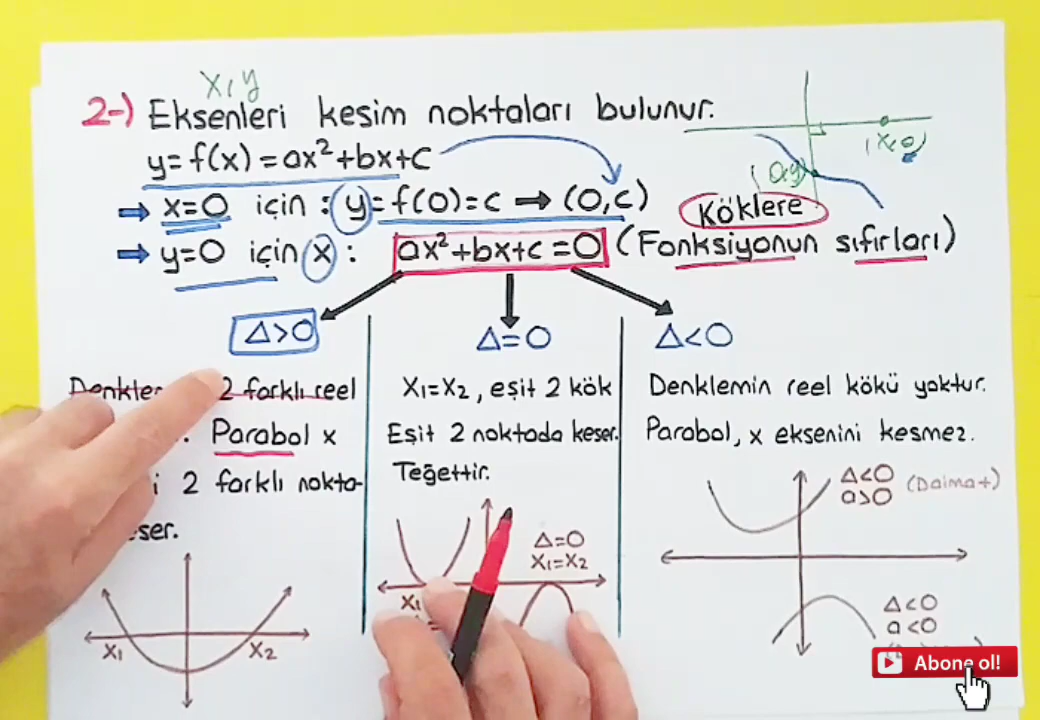 x, y
2-) Eksenleri kesim noktaları bulunur.
(x, 0)
y= f(x) = ax²+bx+c
(0,y)
⇒ x=0 için : y= f(0)=c → (0,c)
Köklere
⇒ y=0 için x : ax²+bx+c=0 (Fonksiyonun sıfırları)
Δ>0
2 farklı reel
Parabol x
2 farklı nokta-
Δ=0
x₁=x₂, eşit 2 kök
Eşit 2 noktada keser.
Teğettir.
Δ<0
Denklemin reel kökü yoktur.
Parabol, x eksenini kesmez.
x₁ x₂
x₁
Δ=0
x₁=x₂
Δ<0 (Daima +)
a>0
Δ<0
a<0
Abone ol!